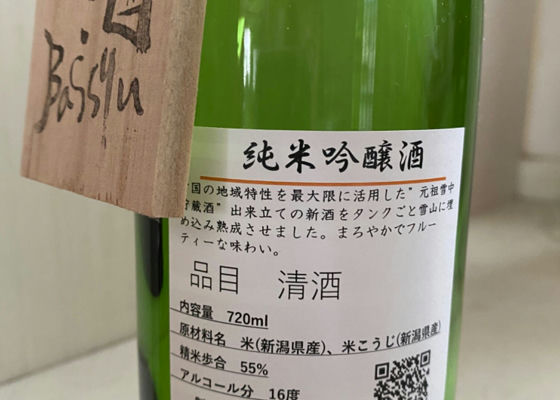 酒
Bassyu
純米吟醸酒
国の地域特性を最大限に活用した”元祖雪中
貯蔵酒”出来立ての新酒をタンクごと雪山に埋
め込み熟成させました。まろやかでフルー
ティーな味わい。
品目 清酒
内容量 720ml
原材料名 米(新潟県産)、米こうじ(新潟県産)
精米歩合 55%
アルコール分 16度